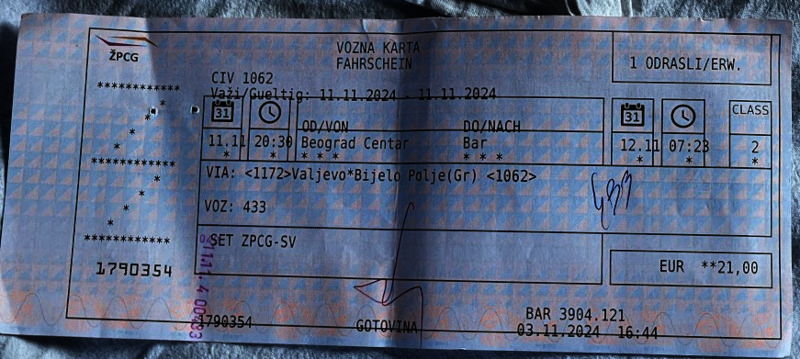 ŽPCG
VOZNA KARTA
FAHRSCHEIN
1 ODRASLI/ERW.
CIV 1062
Važi/Gueltig: 11.11.2024 - 11.11.2024
************
31
OD/VON
DO/NACH
31
CLASS
11.11 20:30 Beograd Centar Bar 12.11 07:23 2
* * * * * * * * * * *
************
VIA: <1172>Valjevo*Bijelo Polje(Gr) <1062>
VOZ: 433
************
SET ZPCG-SV
1790354
EUR **21,00
1790354
GOTOVINA
BAR 3904.121
03.11.2024 16:44